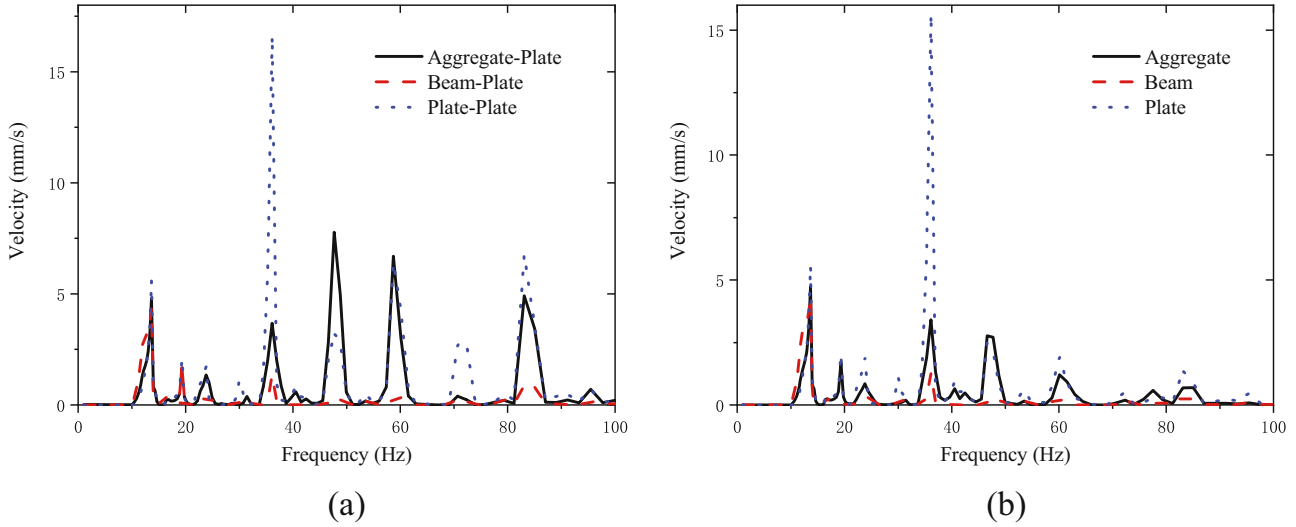 Velocity (mm/s)
15
10
5
0
0 20 40 60 80 100
Frequency (Hz)
Aggregate-Plate
Beam-Plate
Plate-Plate
(a)
Velocity (mm/s)
15
10
5
0
0 20 40 60 80 100
Frequency (Hz)
Aggregate
Beam
Plate
(b)